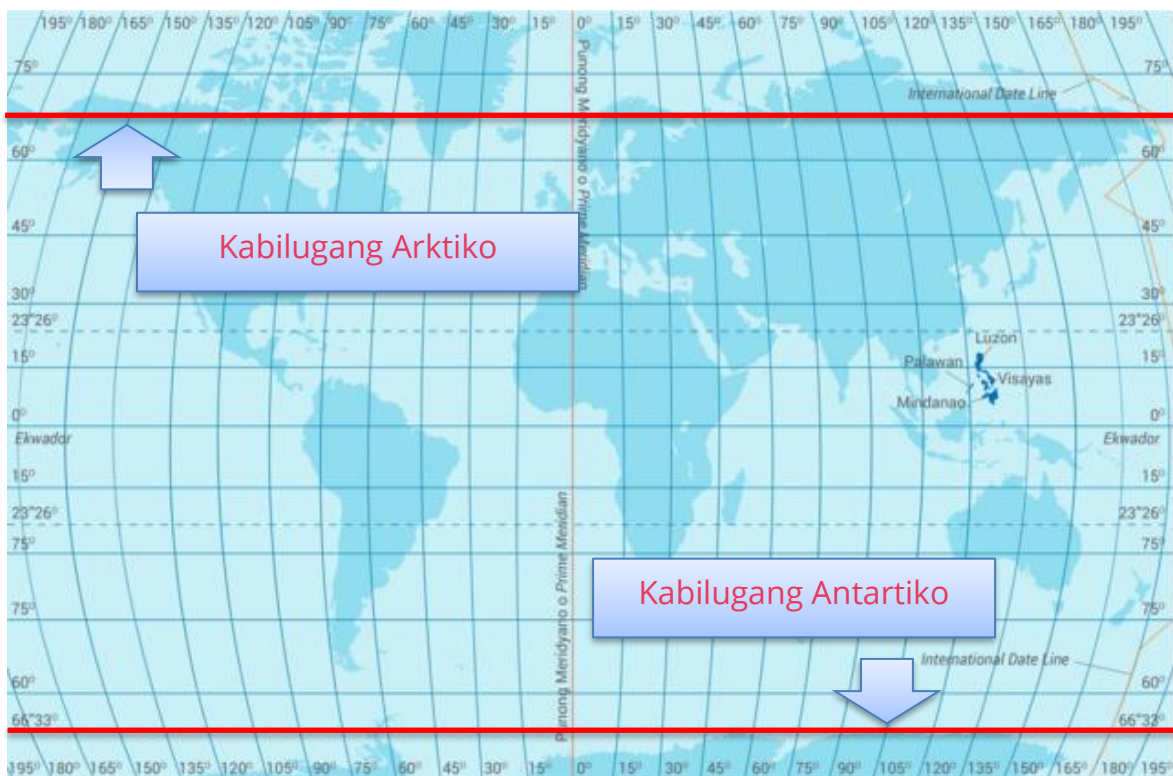 195° 180° 165° 150° 135° 120° 105° 90° 75° 60° 45° 30° 15° 0° 15° 30° 45° 60° 75° 90° 105° 120° 135° 150° 165° 180° 195°
75° 75°
International Date Line
Punong Meridyano o Prime Meridian
60° 60°
Kabilugang Arktiko
45° 45°
30° 30°
23°26° 23°26°
Luzon
15° 15°
Palawan
Visayas
Mindanao
0° 0°
Ekwador Ekwador
15° 15°
23°26° 23°26°
75° 75°
Punong Meridyano o Prime Meridian
Kabilugang Antartiko
75° 75°
International Date Line
60° 60°
66°33° 66°33°
195° 180° 165° 150° 135° 120° 105° 90° 75° 60° 45° 30° 15° 0° 15° 30° 45° 60° 75° 90° 105° 120° 135° 150° 165° 180° 195°